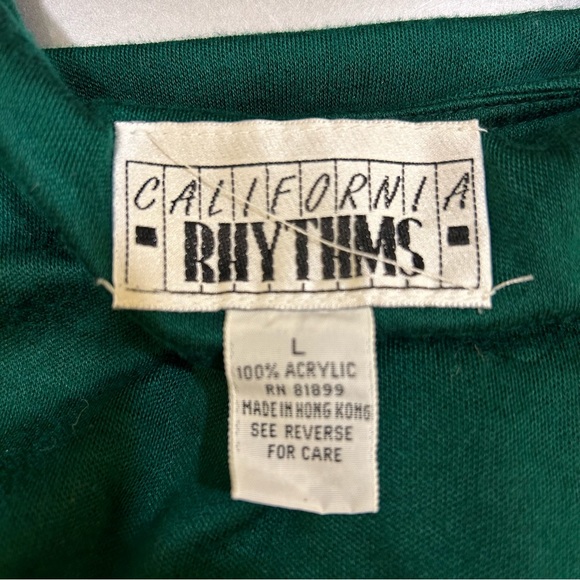 CALIFORNIA
RHYTHMS
L
100% ACRYLIC
RN 81899
MADE IN HONG KONG
SEE REVERSE
FOR CARE